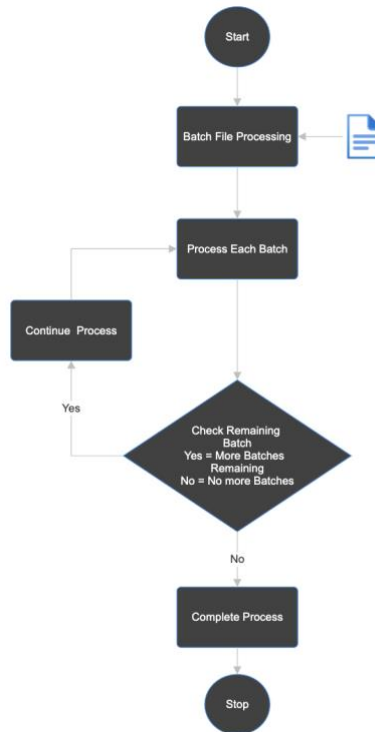 Start
Batch File Processing
Process Each Batch
Continue  Process
Yes
Check Remaining
Batch
Yes = More Batches
Remaining
No = No more Batches
No
Complete Process
Stop